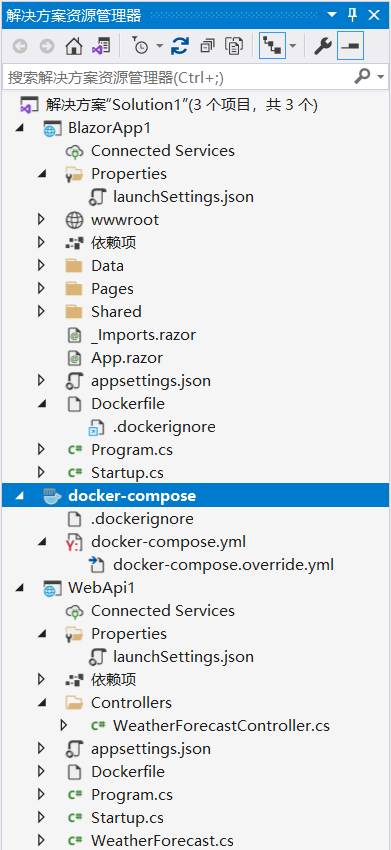 解决方案资源管理器
搜索解决方案资源管理器(Ctrl+;)
解决方案"Solution1"(3 个项目，共 3 个)
BlazorApp1
Connected Services
Properties
launchSettings.json
wwwroot
依赖项
Data
Pages
Shared
_Imports.razor
App.razor
appsettings.json
Dockerfile
.dockerignore
C# Program.cs
C# Startup.cs
docker-compose
.dockerignore
Y: docker-compose.yml
docker-compose.override.yml
WebApi1
Connected Services
Properties
launchSettings.json
依赖项
Controllers
C# WeatherForecastController.cs
appsettings.json
Dockerfile
C# Program.cs
C# Startup.cs
C# WeatherForecast.cs